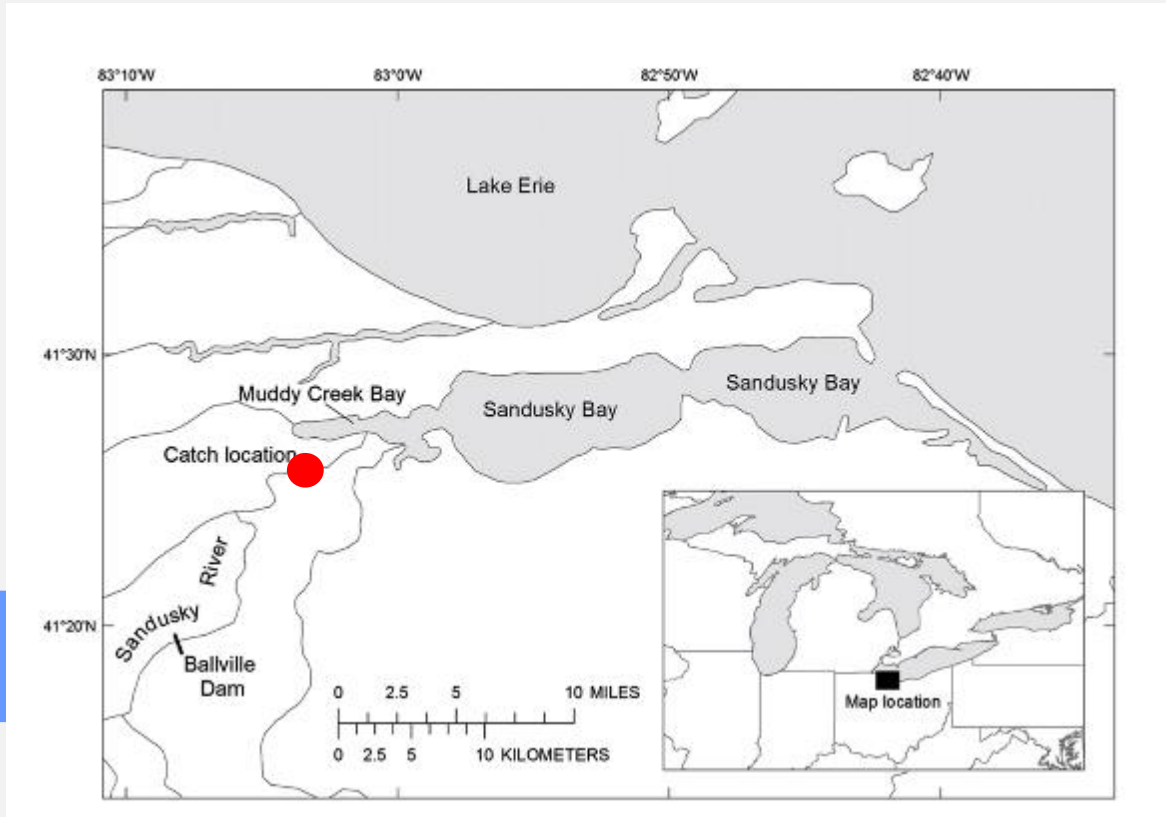 83°10'W 83°0'W 82°50'W 82°40'W
Lake Erie
41°30'N
Muddy Creek Bay
Sandusky Bay
Sandusky Bay
Catch location
River
Sandusky
41°20'N
Ballville
Dam
0 2.5 5 10 MILES
0 2.5 5 10 KILOMETERS
Map location